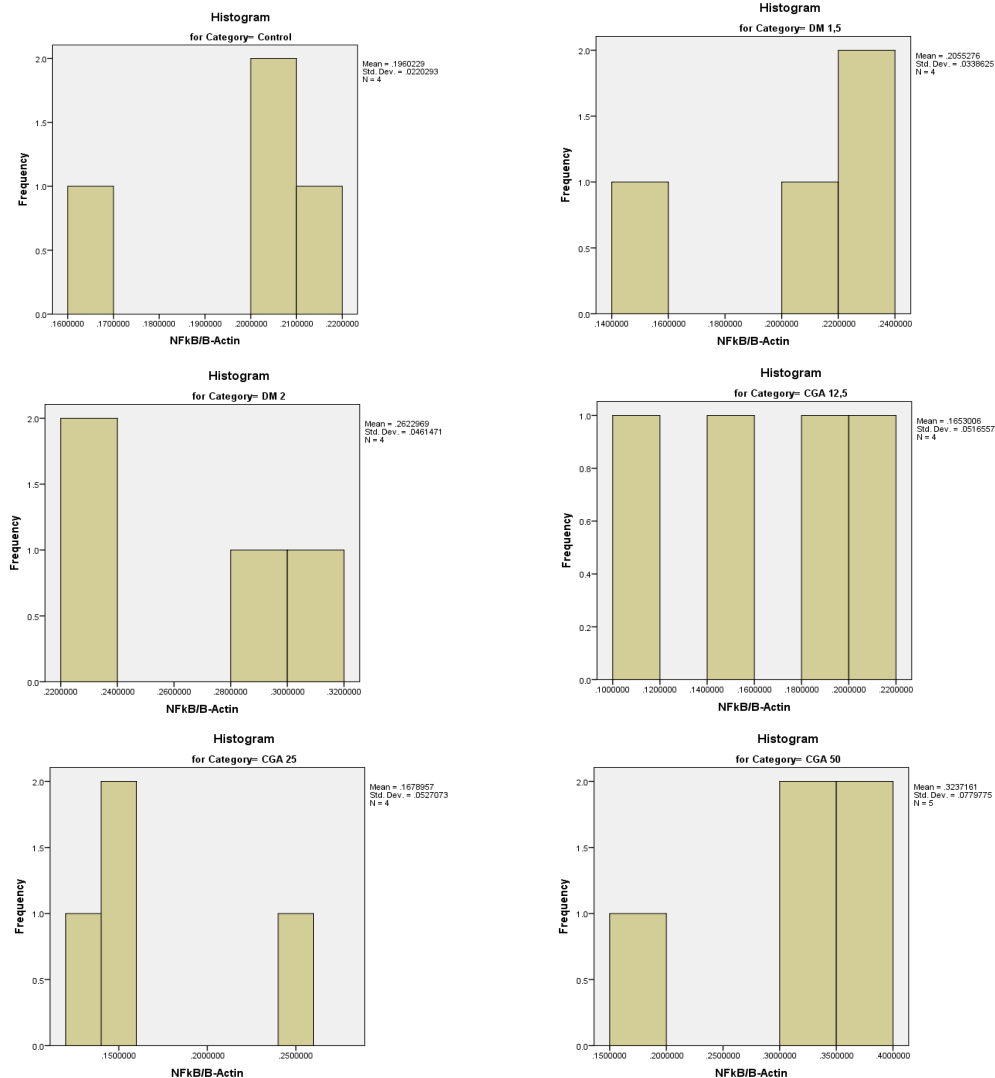 Histogram
for Category= Control
Mean = .1960229
Std. Dev. = .0220293
N = 4
Frequency
2.0
1.5
1.0
0.5
0.0
.1600000 .1700000 .1800000 .1900000 .2000000 .2100000 .2200000
NFkB/B-Actin
Histogram
for Category= DM 1,5
Mean = .2055276
Std. Dev. = .0338625
N = 4
Frequency
2.0
1.5
1.0
0.5
0.0
.1400000 .1600000 .1800000 .2000000 .2200000 .2400000
NFkB/B-Actin
Histogram
for Category= DM 2
Mean = .2622969
Std. Dev. = .0461471
N = 4
Frequency
2.0
1.5
1.0
0.5
0.0
.2200000 .2400000 .2600000 .2800000 .3000000 .3200000
NFkB/B-Actin
Histogram
for Category= CGA 12,5
Mean = .1653006
Std. Dev. = .0516557
N = 4
Frequency
1.0
0.8
0.6
0.4
0.2
0.0
.1000000 .1200000 .1400000 .1600000 .1800000 .2000000 .2200000
NFkB/B-Actin
Histogram
for Category= CGA 25
Mean = .1678957
Std. Dev. = .0527073
N = 4
Frequency
2.0
1.5
1.0
0.5
0.0
.1500000 .2000000 .2500000
NFkB/B-Actin
Histogram
for Category= CGA 50
Mean = .3237161
Std. Dev. = .0779775
N = 5
Frequency
2.0
1.5
1.0
0.5
0.0
.1500000 .2000000 .2500000 .3000000 .3500000 .4000000
NFkB/B-Actin